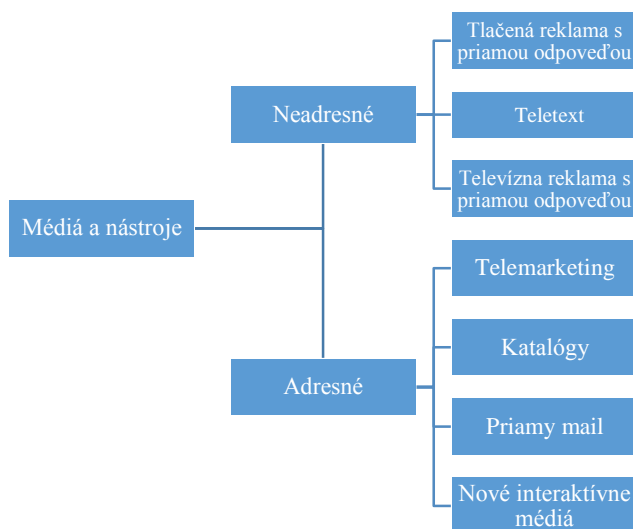 Médiá a nástroje
Neadresné
Tlačená reklama s
priamou odpoveďou
Teletext
Televízna reklama s
priamou odpoveďou
Adresné
Telemarketing
Katalógy
Priamy mail
Nové interaktívne
médiá